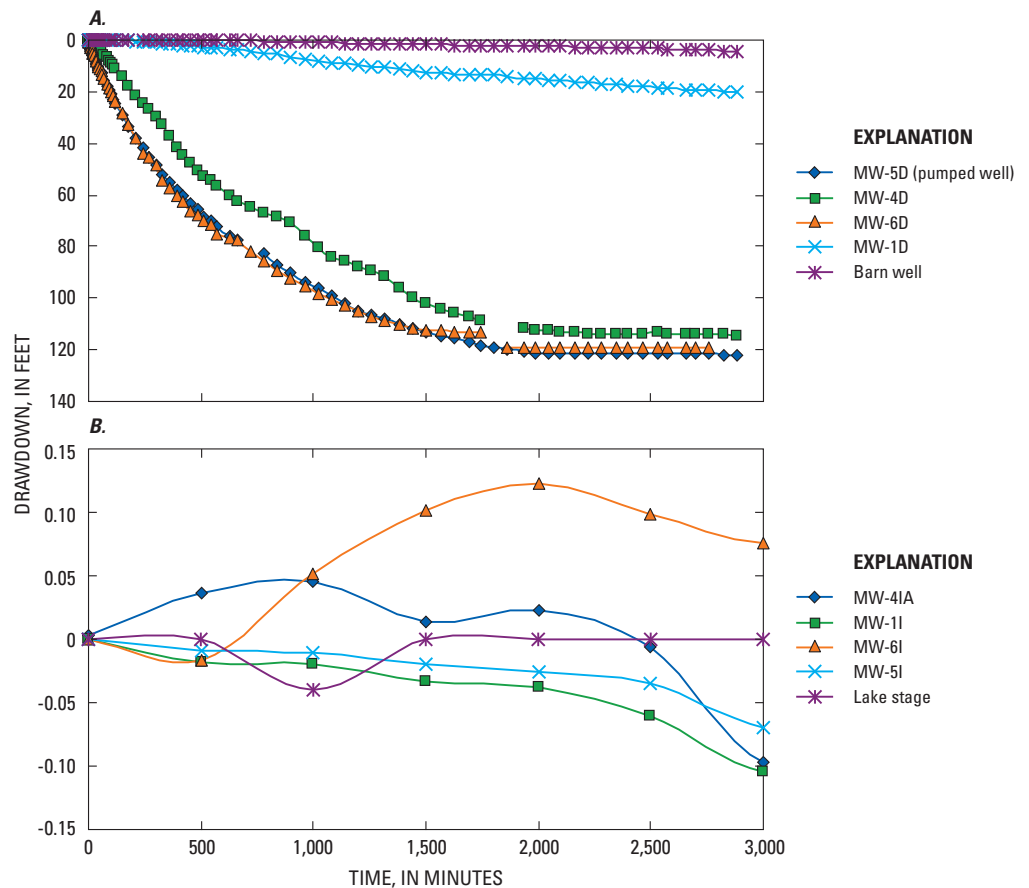 A.
0
20
40
60
80
100
120
140
EXPLANATION
MW-5D (pumped well)
MW-4D
MW-6D
MW-1D
Barn well
DRAWDOWN, IN FEET
B.
0.15
0.10
0.05
0
-0.05
-0.10
-0.15
EXPLANATION
MW-4IA
MW-1I
MW-6I
MW-5I
Lake stage
0 500 1,000 1,500 2,000 2,500 3,000
TIME, IN MINUTES